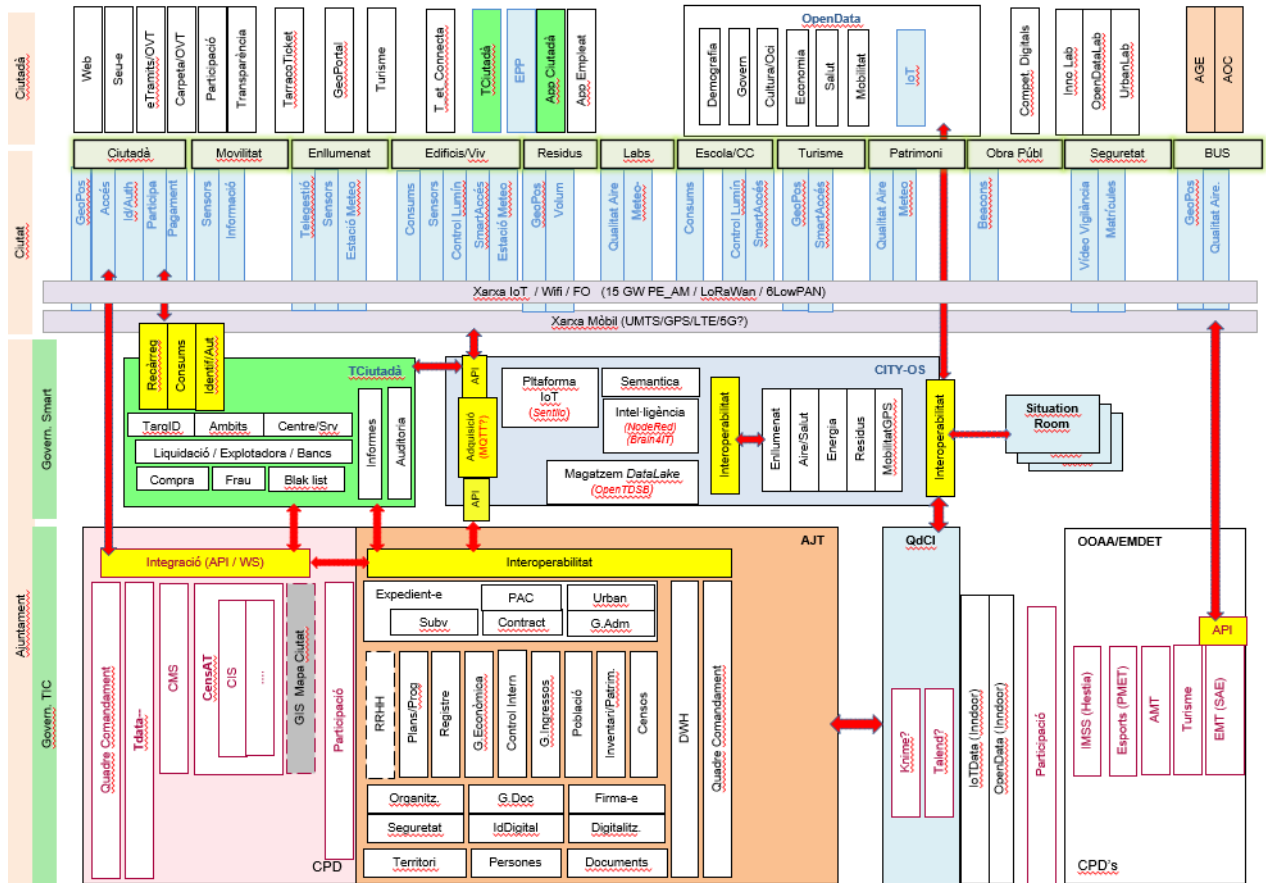 Ciutadà
Web
Seu-e
eTramits/OVT
Carpeta/OVT
Participació
Transparència
TarracoTicket
GeoPortal
Turisme
T_et_Connecta
TCiutadà
EPP
App Ciutadà
App Empleat
OpenData
Demografia
Govern
Cultura/Oci
Economia
Salut
Mobilitat
IoT
Compet. Digitals
Inno Lab
OpenDataLab
UrbanLab
AGE
AOC
Ciutat
Ciutadà
Movilitat
Enllumenat
Edificis/Viv
Residus
Labs
Escola/CC
Turisme
Patrimoni
Obra Públ
Seguretat
BUS
GeoPos
Accés
Id/Auth
Participa
Pagament
Sensors
Informació
Telegestió
Sensors
Estació Meteo
Consums
Sensors
Control Lumín
SmartAccés
Estació Meteo
GeoPos
Volum
Qualitat Aire
Meteo-
Consums
Control Lumín
SmartAccés
GeoPos
SmartAccés
Qualitat Aire
Meteo
Beacons
Vídeo Vigilància
Matrícules
GeoPos
Qualitat Aire.
Xarxa IoT / Wifi / FO (15 GW PE_AM / LoRaWan / 6LowPAN)
Xarxa Mòbil (UMTS/GPS/LTE/5G?)
Ajuntament
Govern. Smart
Recàrreg
Consums
Identif/Aut
TCiutadà
TarqID
Ambits
Centre/Srv
Liquidació / Explotadora / Bancs
Compra
Frau
Blak list
Informes
Auditoria
API
Adquisició
(MQTT?)
API
CITY-OS
Pltaforma
IoT
(Sentilo)
Semantica
Intel·ligència
(NodeRed)
(Brain4IT)
Magatzem DataLake
(OpenTDSB)
Interoperabilitat
Enllumenat
Aire/Salut
Energia
Residus
MobilitatGPS
Interoperabilitat
Situation
Room
Govern. TIC
Integració (API / WS)
Quadre Comandament
Tdata--
CMS
CensAT
CIS
....
GIS Mapa Ciutat
Participació
CPD
AJT
Interoperabilitat
Expedient-e
PAC
Urban
Subv
Contract
G.Adm
RRHH
Plans/Prog
Registre
G.Econòmica
Control Intern
G.Ingressos
Població
Inventari/Patrim.
Censos
DWH
Quadre Comandament
Organitz.
G.Doc
Firma-e
Seguretat
IdDigital
Digitalitz.
Territori
Persones
Documents
QdCI
Knime?
Talend?
IoTData (Inndoor)
OpenData (Inndoor)
Participació
OOAA/EMDET
API
IMSS (Hestia)
Esports (PMET)
AMT
Turisme
EMT (SAE)
CPD's